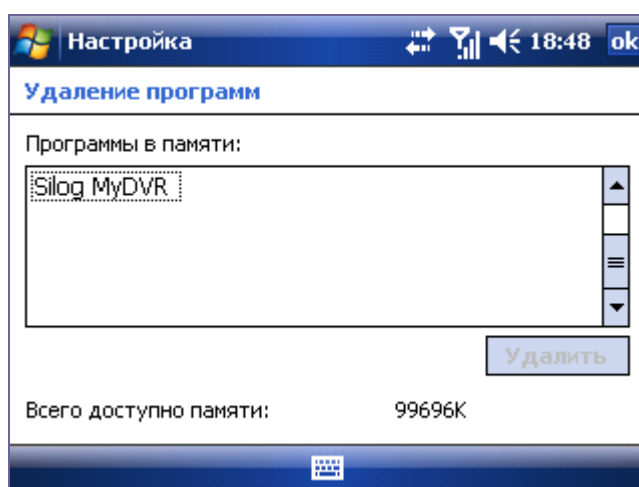 Настройка 18:48 ok
Удаление программ
Программы в памяти:
Silog MyDVR
Удалить
Всего доступно памяти: 99696K